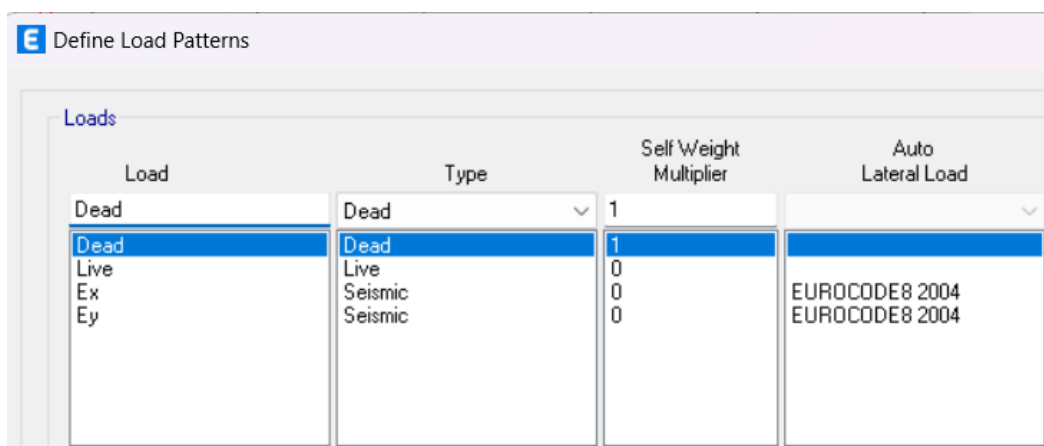 E Define Load Patterns
Loads
Load Type Self Weight Multiplier Auto Lateral Load
Dead Dead 1
Dead Dead 1
Live Live 0
Ex Seismic 0 EUROCODE8 2004
Ey Seismic 0 EUROCODE8 2004